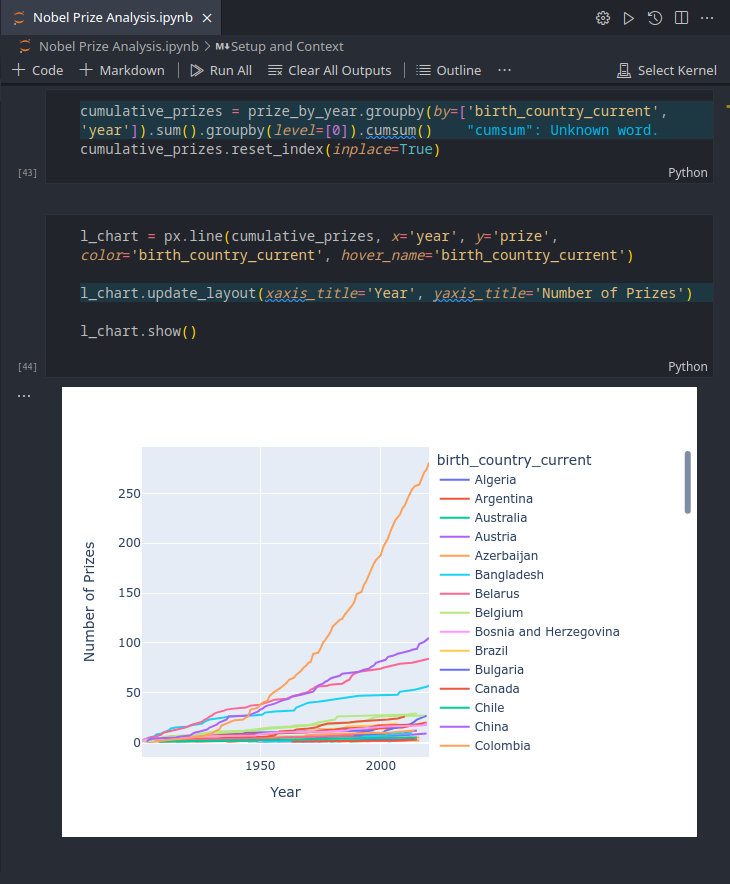 Nobel Prize Analysis.ipynb ×
Nobel Prize Analysis.ipynb > M↓Setup and Context
+ Code + Markdown Run All Clear All Outputs Outline ... Select Kernel
cumulative_prizes = prize_by_year.groupby(by=['birth_country_current',
'year']).sum().groupby(level=[0]).cumsum() "cumsum": Unknown word.
cumulative_prizes.reset_index(inplace=True)
[43] Python
l_chart = px.line(cumulative_prizes, x='year', y='prize',
color='birth_country_current', hover_name='birth_country_current')
l_chart.update_layout(xaxis_title='Year', yaxis_title='Number of Prizes')
l_chart.show()
[44] Python
...
birth_country_current
Algeria
Argentina
Australia
Austria
Azerbaijan
Bangladesh
Belarus
Belgium
Bosnia and Herzegovina
Brazil
Bulgaria
Canada
Chile
China
Colombia
250
200
150
100
50
0
Number of Prizes
1950 2000
Year